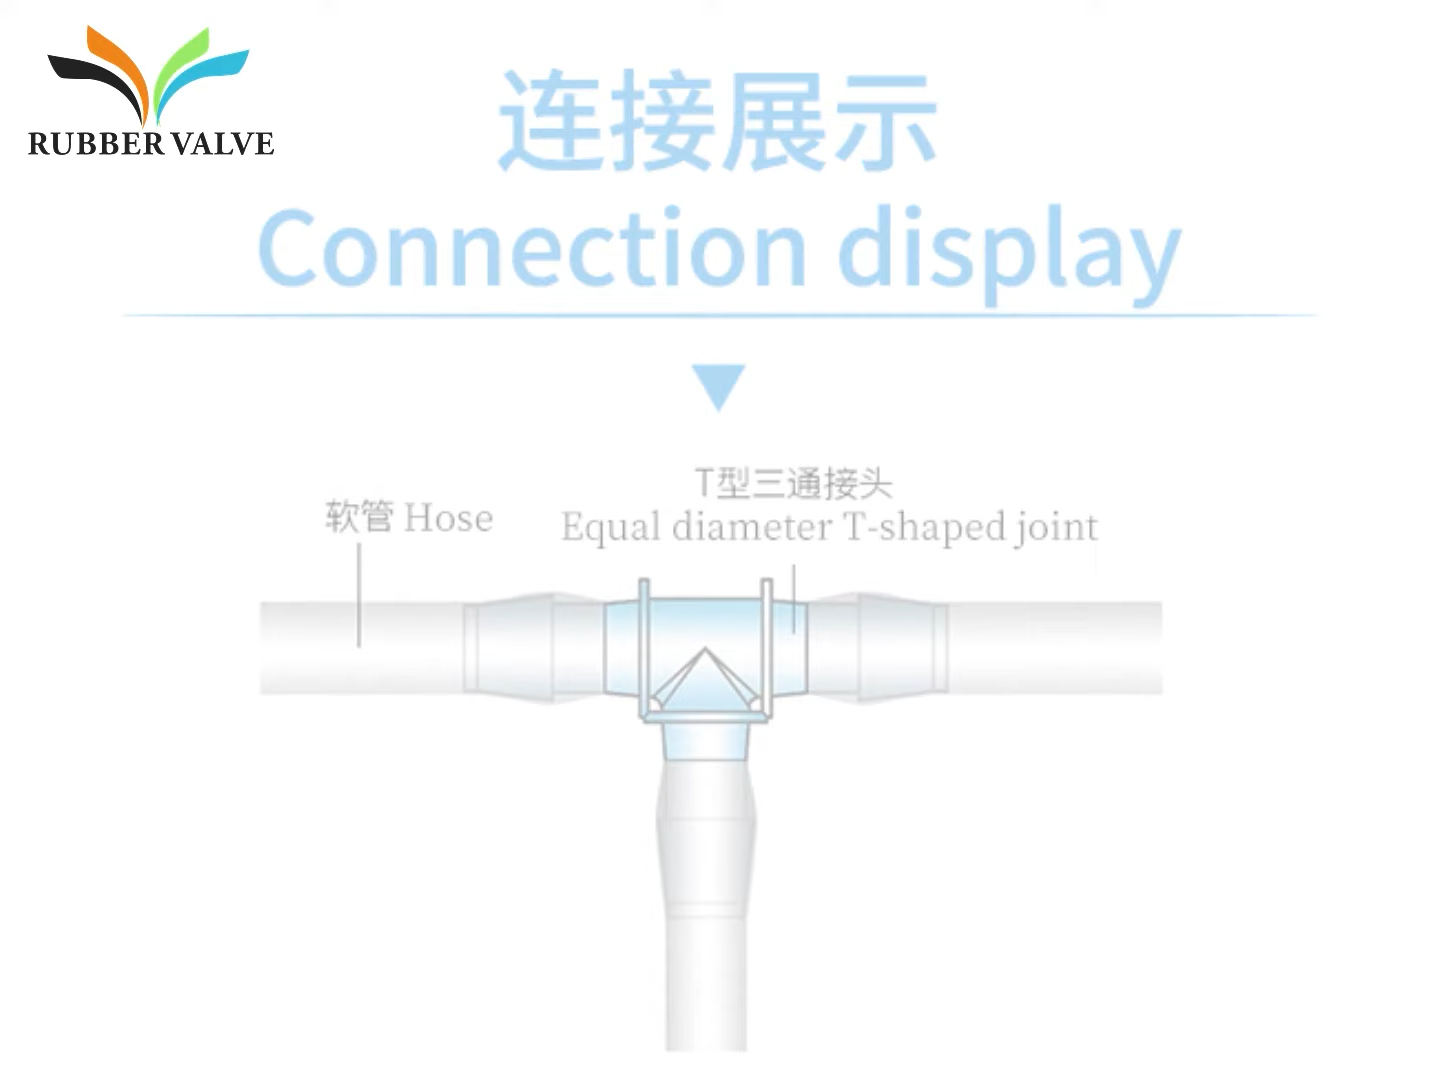 RUBBER VALVE
连接展示
Connection display
T型三通接头
软管 Hose
Equal diameter T-shaped joint